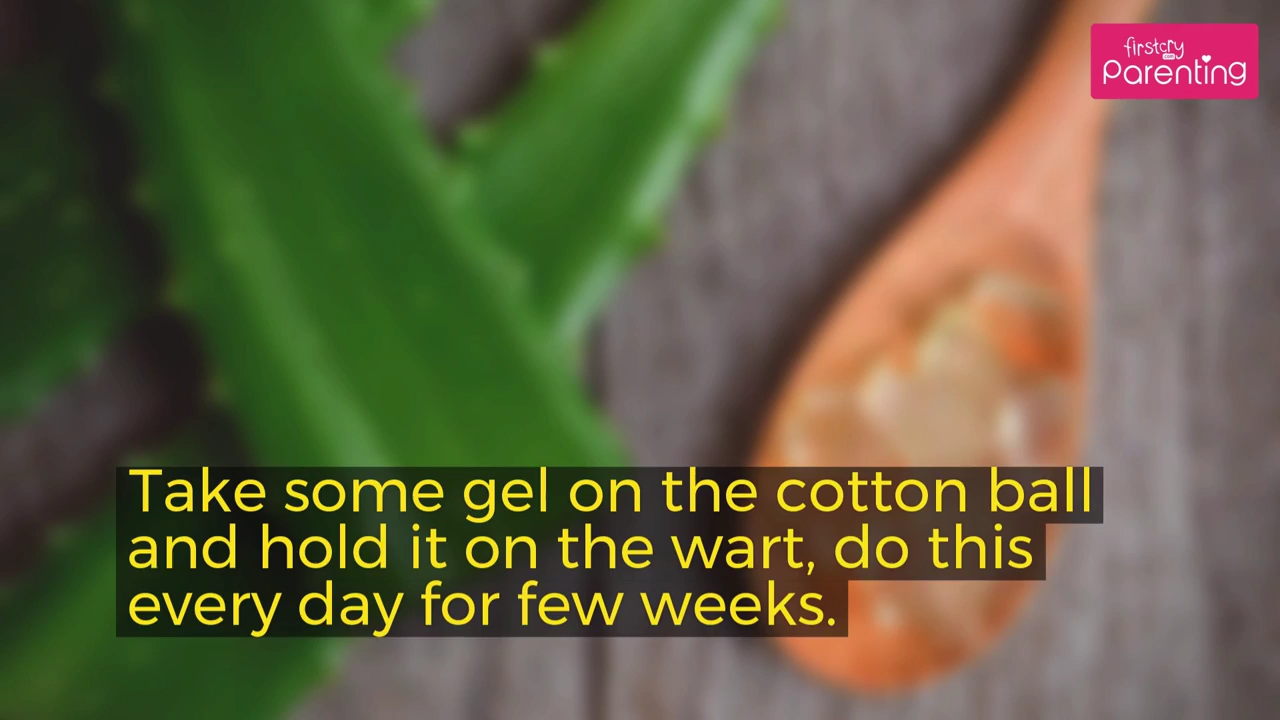 firstcry
.com
Parenting
Take some gel on the cotton ball
and hold it on the wart, do this
every day for few weeks.